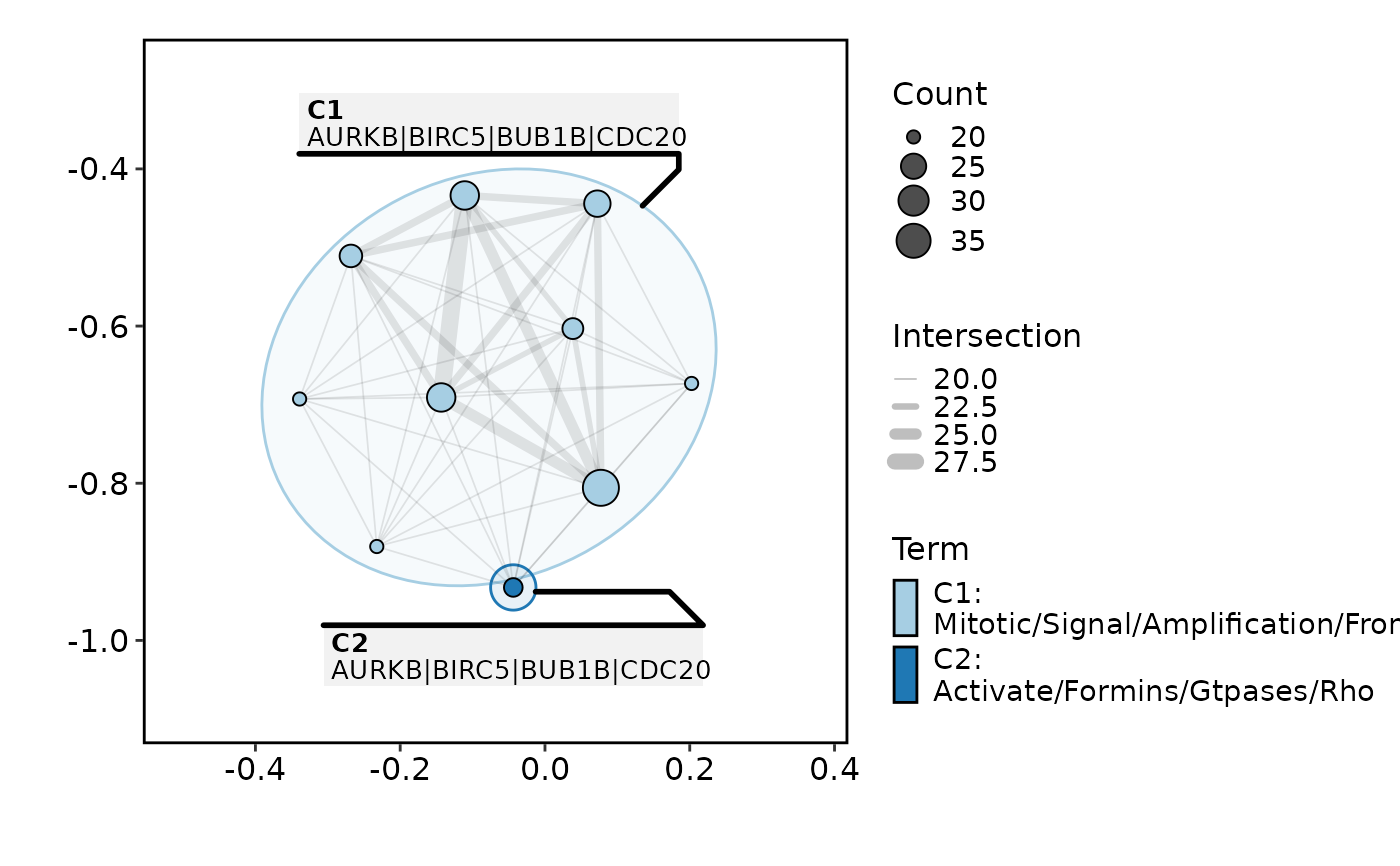 C1
AURKB|BIRC5|BUB1B|CDC20
C2
AURKB|BIRC5|BUB1B|CDC20
-0.4
-0.6
-0.8
-1.0
-0.4
-0.2
0.0
0.2
0.4
Count
20
25
30
35
Intersection
20.0
22.5
25.0
27.5
Term
C1:
Mitotic/Signal/Amplification/Fror
C2:
Activate/Formins/Gtpases/Rho